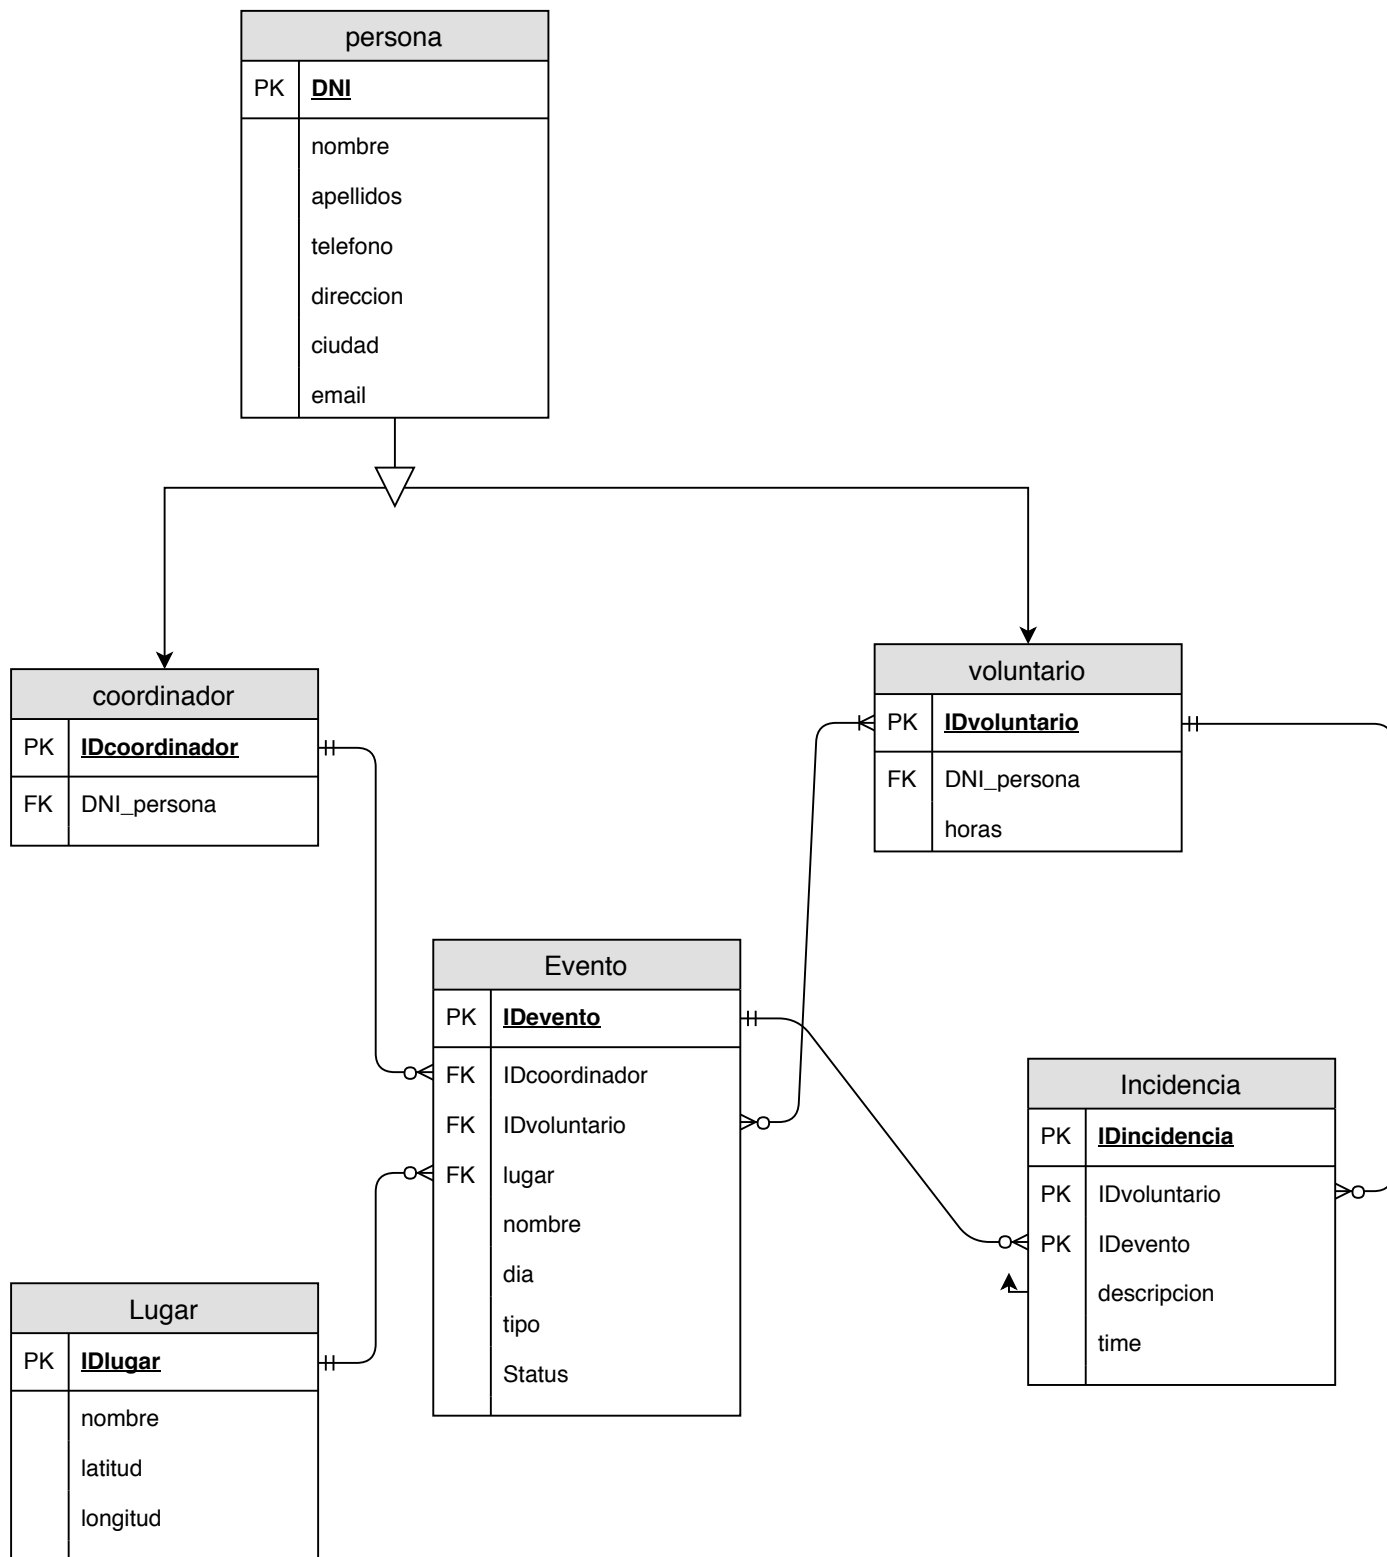 persona
PK DNI
nombre
apellidos
telefono
direccion
ciudad
email
coordinador
PK IDcoordinador
FK DNI_persona
voluntario
PK IDvoluntario
FK DNI_persona
horas
Evento
PK IDevento
FK IDcoordinador
FK IDvoluntario
FK lugar
nombre
dia
tipo
Status
Incidencia
PK IDincidencia
PK IDvoluntario
PK IDevento
descripcion
time
Lugar
PK IDlugar
nombre
latitud
longitud